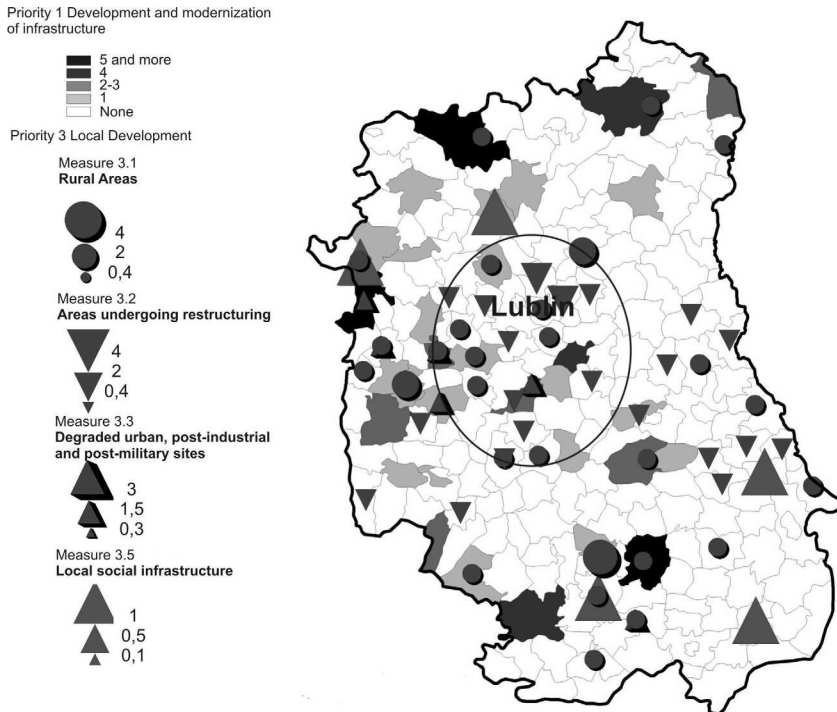 Priority 1 Development and modernization
of infrastructure
5 and more
4
2-3
1
None
Priority 3 Local Development
Measure 3.1
Rural Areas
4
2
0,4
Measure 3.2
Areas undergoing restructuring
4
2
0,4
Measure 3.3
Degraded urban, post-industrial
and post-military sites
3
1,5
0,3
Measure 3.5
Local social infrastructure
1
0,5
0,1
Lublin